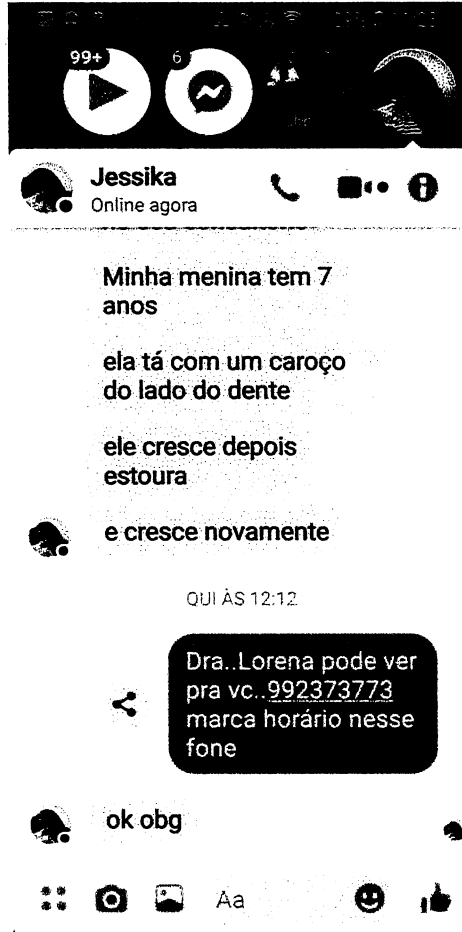 99+
6
Jessika
Online agora
Minha menina tem 7
anos
ela tá com um caroço
do lado do dente
ele cresce depois
estoura
e cresce novamente
QUI ÀS 12:12
Dra..Lorena pode ver
pra vc..992373773
marca horário nesse
fone
ok obg
Aa